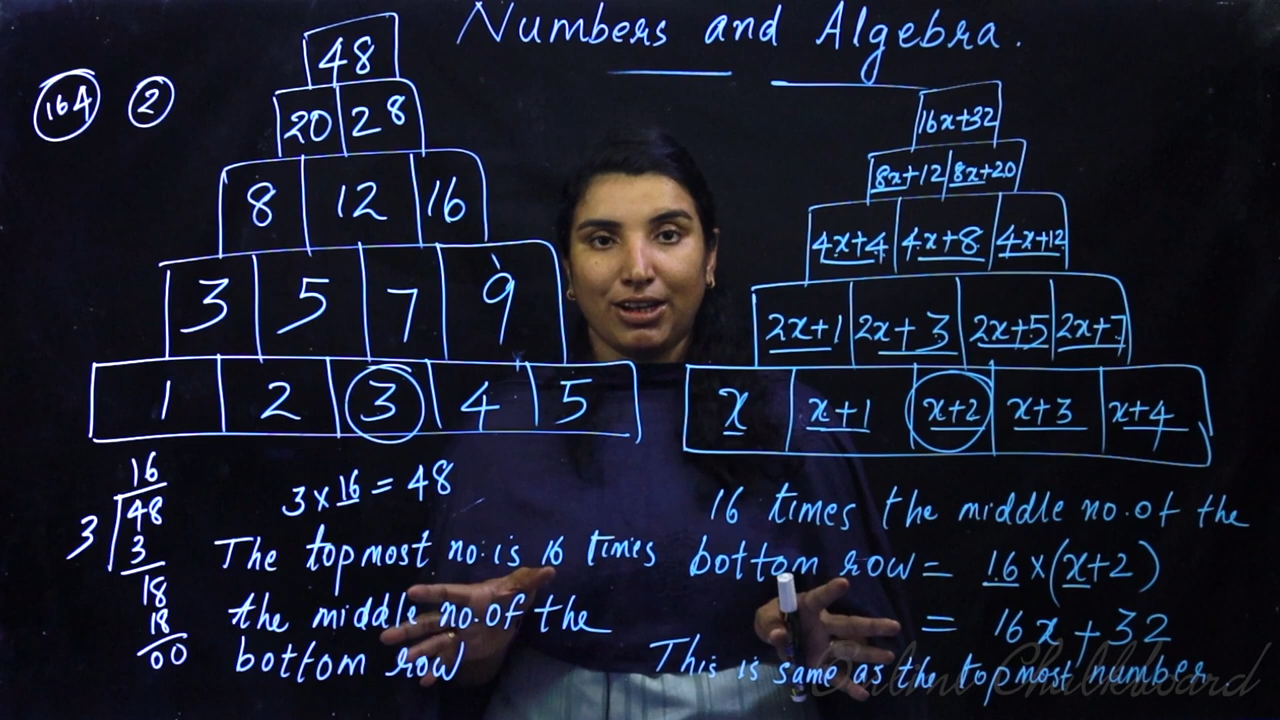 Numbers and Algebra.
164 2
48
20 28
8 12 16
3 5 7 9
1 2 3 4 5
16x+32
8x+12 8x+20
4x+4 4x+8 4x+12
2x+1 2x+3 2x+5 2x+7
x x+1 x+2 x+3 x+4
16
3 48
3
18
18
00
3 × 16 = 48
The topmost no. is 16 times
the middle no. of the
bottom row
16 times the middle no. of the
bottom row = 16 × (x+2)
= 16x + 32
This is same as the topmost number.
Chalkboard